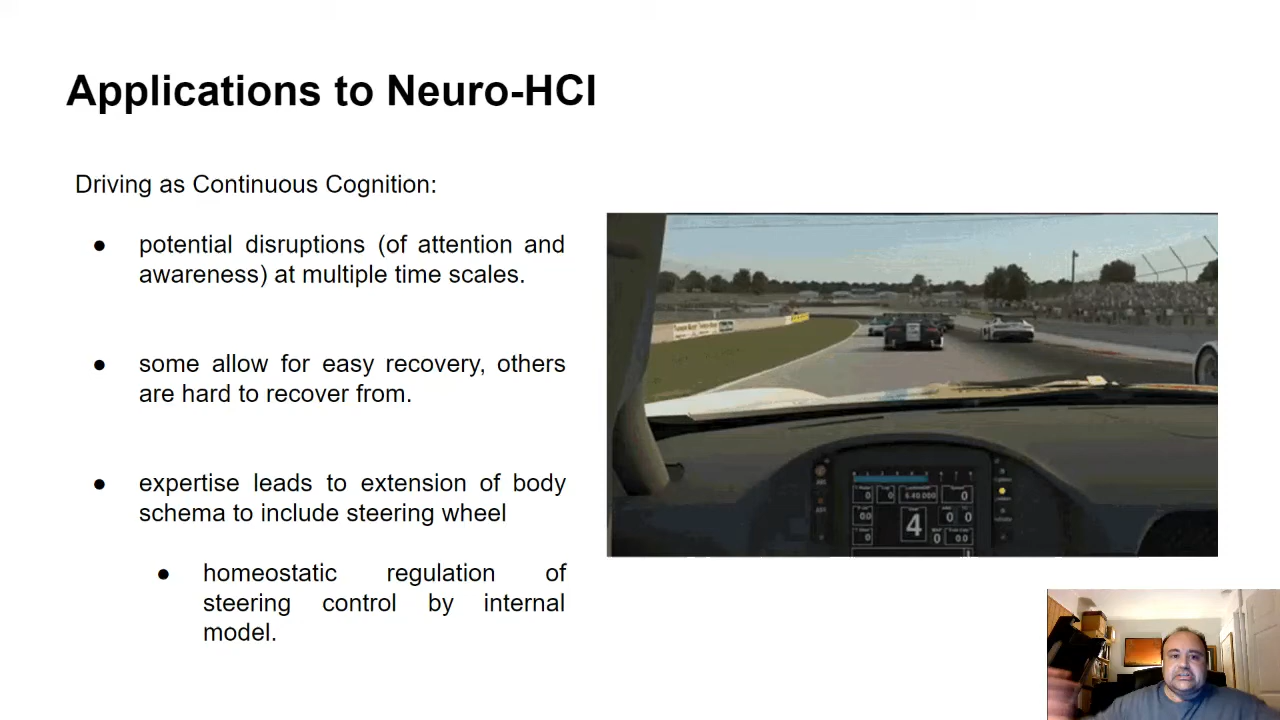 Applications to Neuro-HCI
Driving as Continuous Cognition:
● potential disruptions (of attention and
awareness) at multiple time scales.
● some allow for easy recovery, others
are hard to recover from.
● expertise leads to extension of body
schema to include steering wheel
● homeostatic regulation of
steering control by internal
model.
4